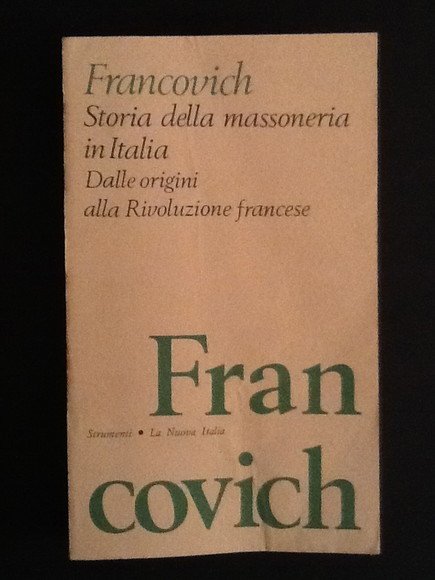 Francovich
Storia della massoneria
in Italia
Dalle origini
alla Rivoluzione francese
Fran
Strumenti • La Nuova Italia
covich